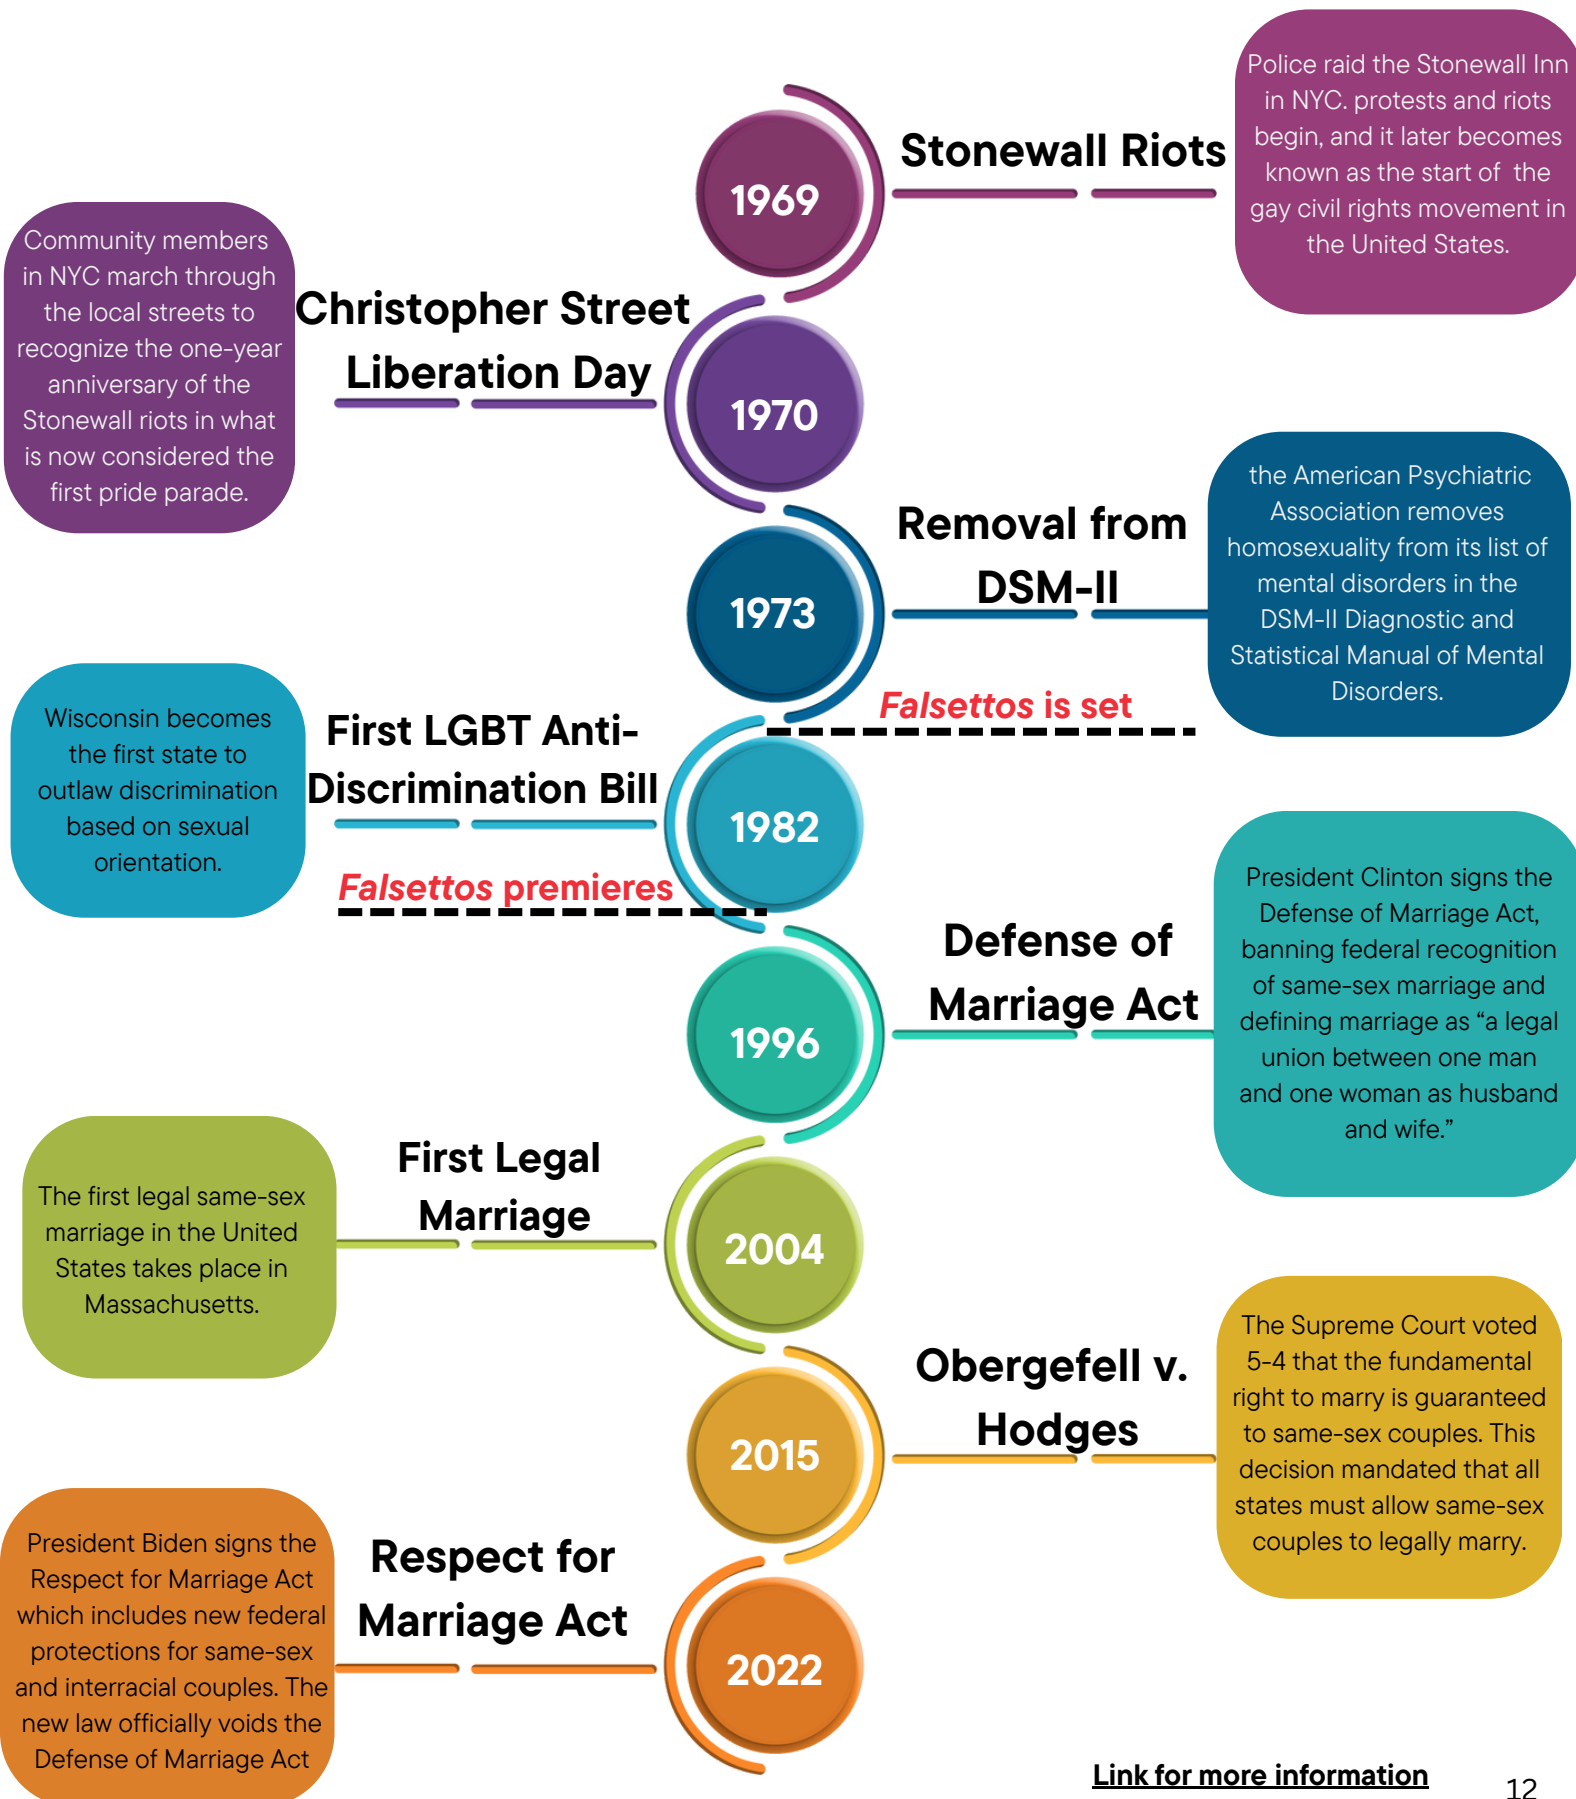 1969
Stonewall Riots
Police raid the Stonewall Inn
in NYC. protests and riots
begin, and it later becomes
known as the start of the
gay civil rights movement in
the United States.
Community members
in NYC march through
the local streets to
recognize the one-year
anniversary of the
Stonewall riots in what
is now considered the
first pride parade.
Christopher Street
Liberation Day
1970
1973
Removal from
DSM-II
the American Psychiatric
Association removes
homosexuality from its list of
mental disorders in the
DSM-II Diagnostic and
Statistical Manual of Mental
Disorders.
Falsettos is set
Wisconsin becomes
the first state to
outlaw discrimination
based on sexual
orientation.
First LGBT Anti-
Discrimination Bill
1982
Falsettos premieres
1996
Defense of
Marriage Act
President Clinton signs the
Defense of Marriage Act,
banning federal recognition
of same-sex marriage and
defining marriage as “a legal
union between one man
and one woman as husband
and wife.”
The first legal same-sex
marriage in the United
States takes place in
Massachusetts.
First Legal
Marriage
2004
2015
Obergefell v.
Hodges
The Supreme Court voted
5-4 that the fundamental
right to marry is guaranteed
to same-sex couples. This
decision mandated that all
states must allow same-sex
couples to legally marry.
President Biden signs the
Respect for Marriage Act
which includes new federal
protections for same-sex
and interracial couples. The
new law officially voids the
Defense of Marriage Act
Respect for
Marriage Act
2022
Link for more information
12